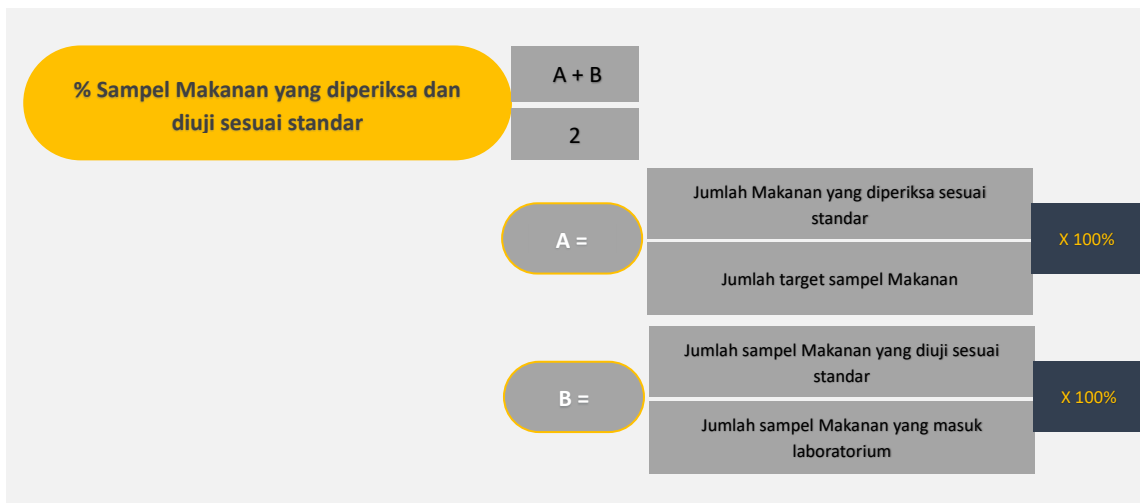 % Sampel Makanan yang diperiksa dan
diuji sesuai standar
A + B
2
A =
Jumlah Makanan yang diperiksa sesuai
standar
Jumlah target sampel Makanan
X 100%
B =
Jumlah sampel Makanan yang diuji sesuai
standar
Jumlah sampel Makanan yang masuk
laboratorium
X 100%